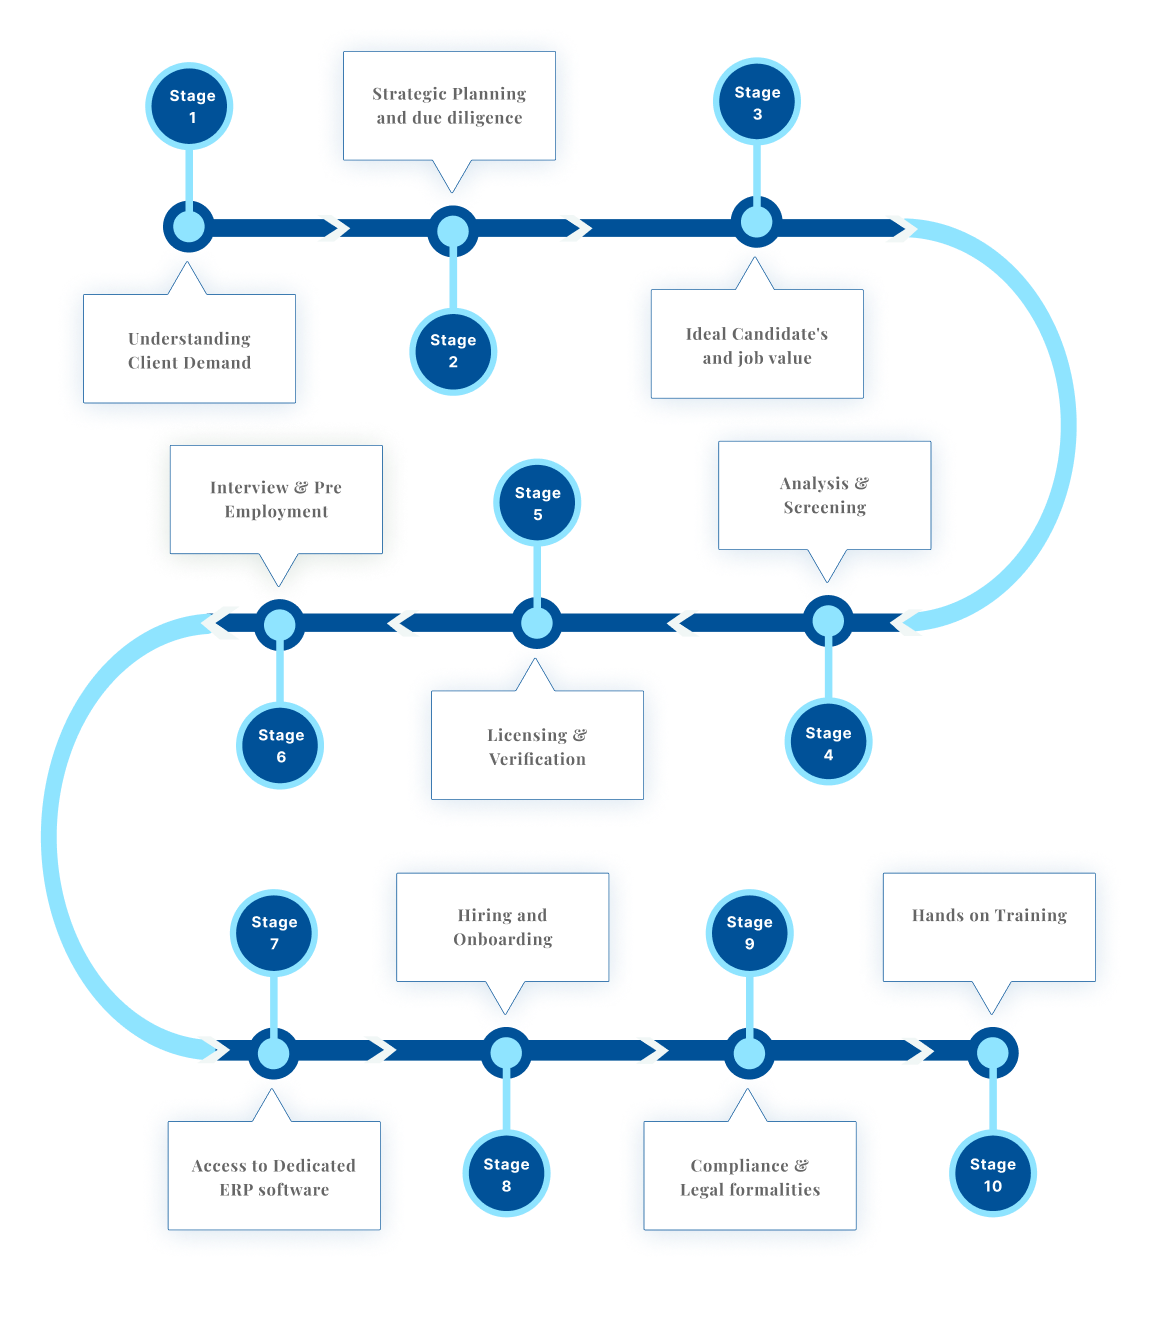 Stage
1
Understanding
Client Demand
Strategic Planning
and due diligence
Stage
2
Stage
3
Ideal Candidate's
and job value
Analysis &
Screening
Stage
4
Stage
5
Licensing &
Verification
Interview & Pre
Employment
Stage
6
Stage
7
Access to Dedicated
ERP software
Hiring and
Onboarding
Stage
8
Stage
9
Compliance &
Legal formalities
Hands on Training
Stage
10